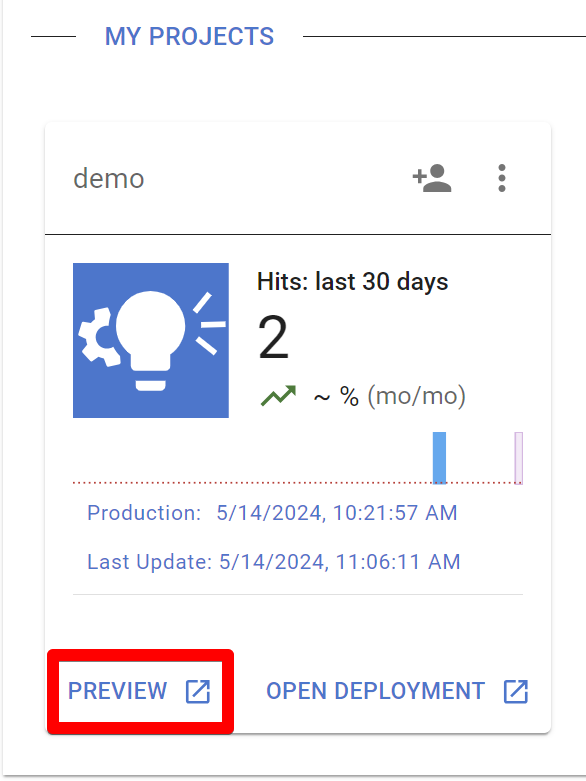 MY PROJECTS
demo
Hits: last 30 days
2
~ % (mo/mo)
Production: 5/14/2024, 10:21:57 AM
Last Update: 5/14/2024, 11:06:11 AM
PREVIEW OPEN DEPLOYMENT